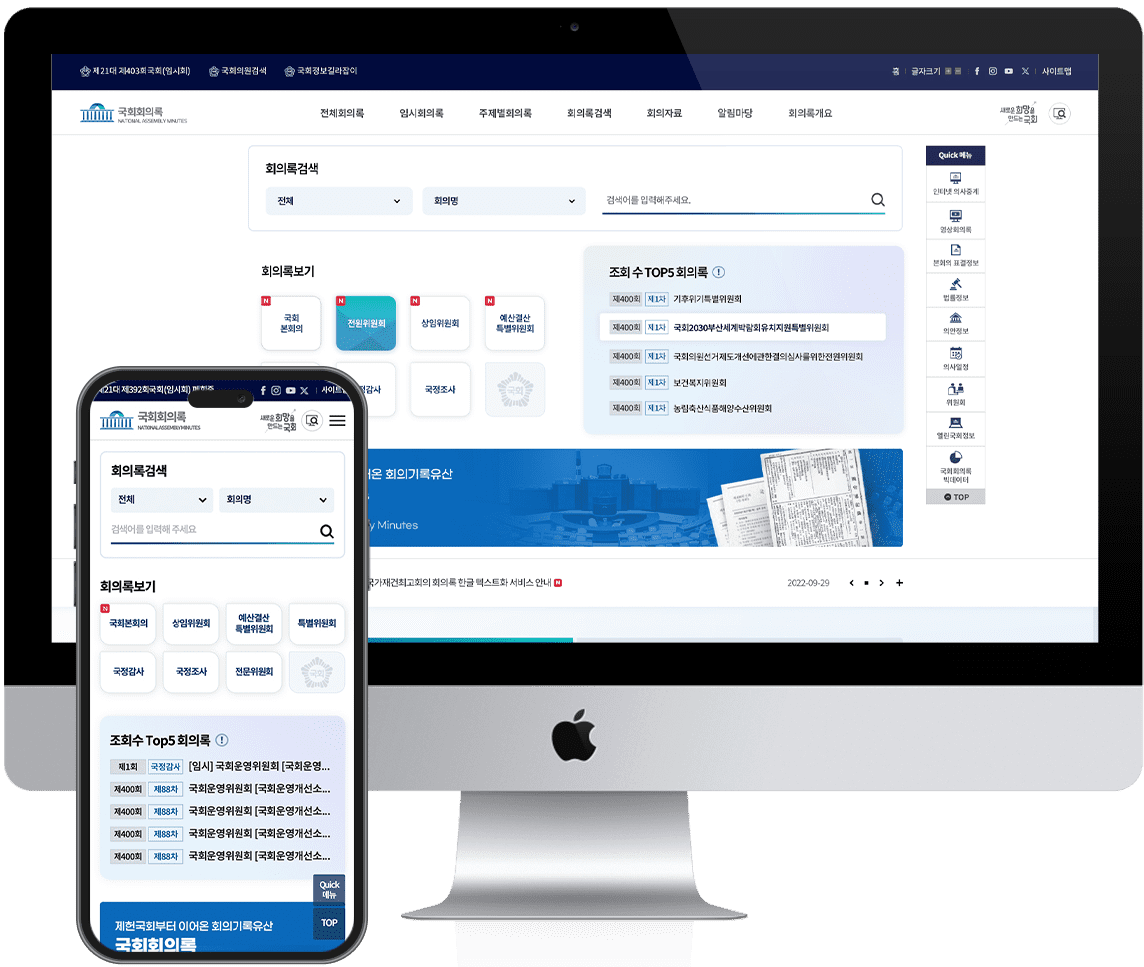 제21대 제403회국회(임시회) 국회의원검색 국회정보길라잡이
홈 글자크기 사이트맵
국회회의록
NATIONAL ASSEMBLY MINUTES
전체회의록 임시회의록 주제별회의록 회의록검색 회의자료 알림마당 회의록개요
새로운 희망을
만드는 국회
회의록검색
전체 회의명 검색어를 입력해주세요.
회의록보기
N 국회
본회의
N 전원위원회
N 상임위원회
N 예산결산
특별위원회
정감사
국정조사
조회 수 TOP5 회의록
제400회 제1차 기후위기특별위원회
제400회 제1차 국회2030부산세계박람회유치지원특별위원회
제400회 제1차 국회의원선거제도개선에관한결의심사를위한전원위원회
제400회 제1차 보건복지위원회
제400회 제1차 농림축산식품해양수산위원회
Quick 메뉴
인터넷 의사중계
영상회의록
본회의 표결정보
법률정보
의안정보
의사일정
위원회
열린국회정보
국회회의록
빅데이터
TOP
어온 회의기록유산
y Minutes
국가재건최고회의 회의록 한글 텍스트화 서비스 안내 N
2022-09-29
제21대 제392회국회(임시회) 사이트
국회회의록
NATIONAL ASSEMBLY MINUTES
새로운 희망을
만드는 국회
회의록검색
전체 회의명
검색어를 입력해 주세요
회의록보기
N 국회본회의 상임위원회 예산결산
특별위원회 특별위원회
국정감사 국정조사 전문위원회 국회
조회수 Top5 회의록
제1회 국정감사 [임시] 국회운영위원회 [국회운영...
제400회 제88차 국회운영위원회 [국회운영개선소...
제400회 제88차 국회운영위원회 [국회운영개선소...
제400회 제88차 국회운영위원회 [국회운영개선소...
제400회 제88차 국회운영위원회 [국회운영개선소...
Quick
메뉴
TOP
제헌국회부터 이어온 회의기록유산
국회회의록